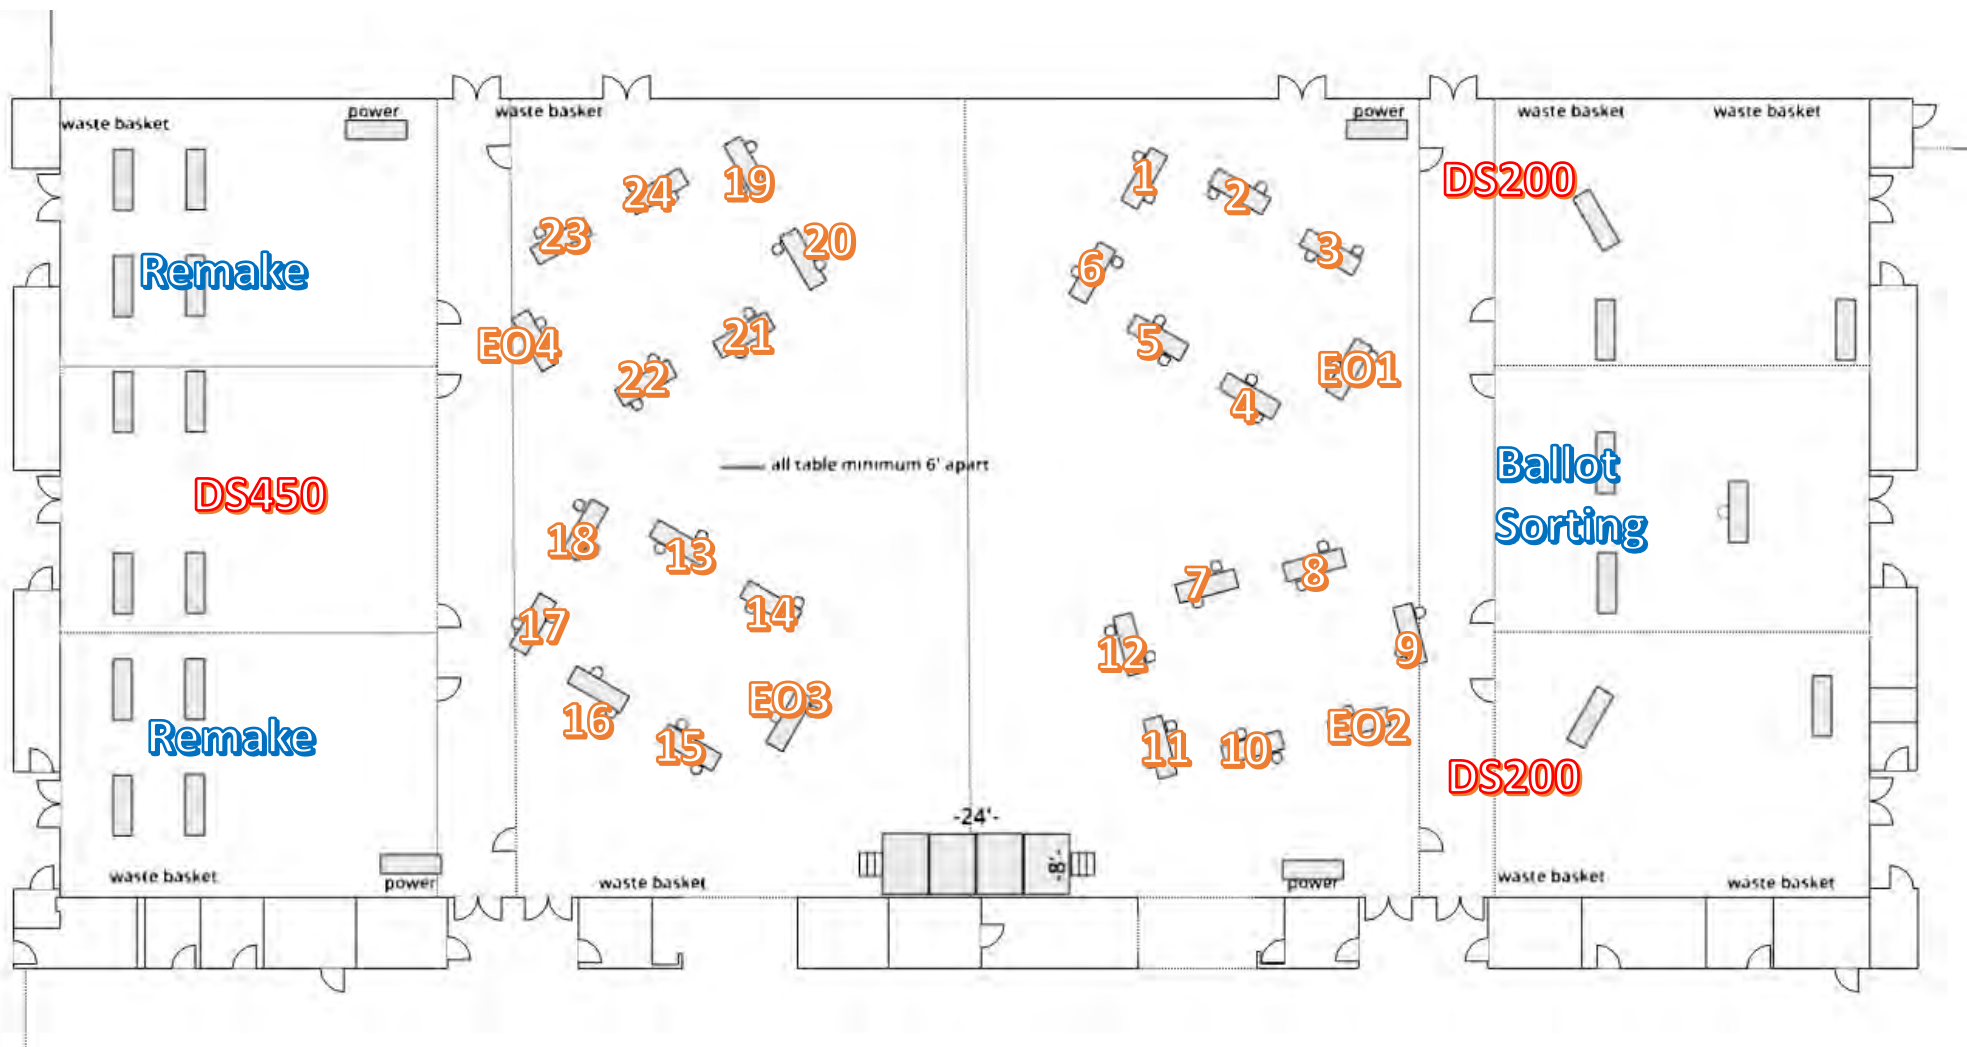 waste basket
power
waste basket
power
waste basket
waste basket
19
1
DS200
24
2
23
20
3
Remake
6
EO4
21
5
EO1
22
4
all table minimum 6' apart
DS450
Ballot
Sorting
18
13
7
8
17
14
12
9
16
EO3
15
11
10
EO2
Remake
DS200
-24'-
-8'-
waste basket
power
waste basket
power
waste basket
waste basket